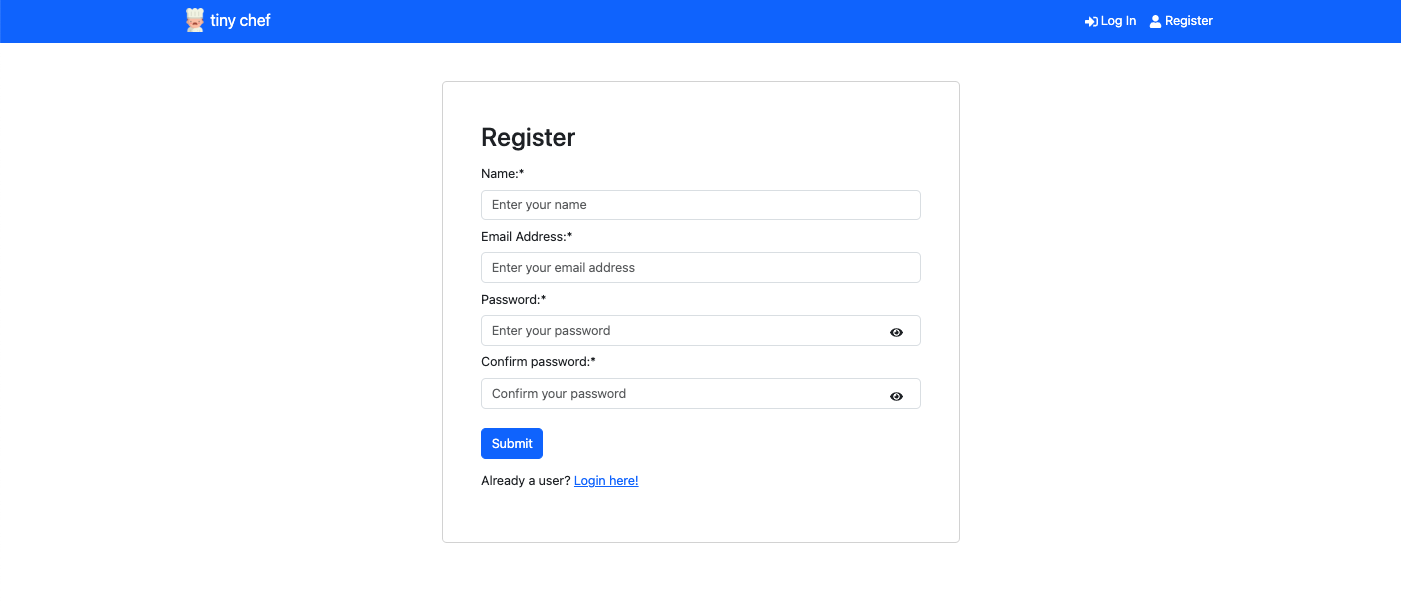 tiny chef
Log In
Register
Register
Name:*
Enter your name
Email Address:*
Enter your email address
Password:*
Enter your password
Confirm password:*
Confirm your password
Submit
Already a user? Login here!